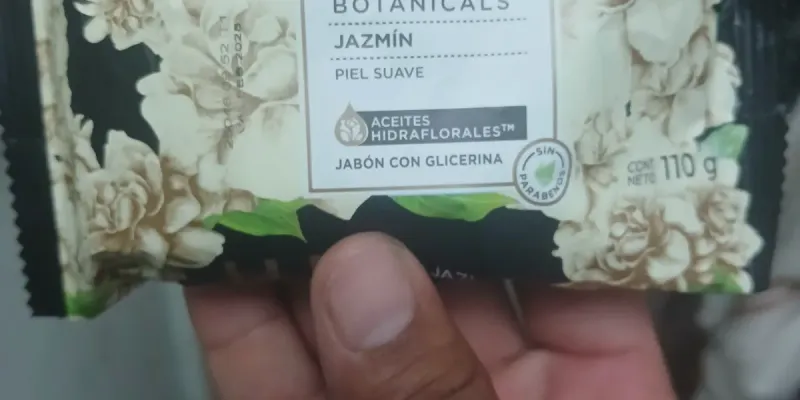 BOTANICALS
JAZMÍN
PIEL SUAVE
ACEITES
HIDRAFLORALES™
JABÓN CON GLICERINA
SIN
PARABENOS
CONT
NETO 110 g